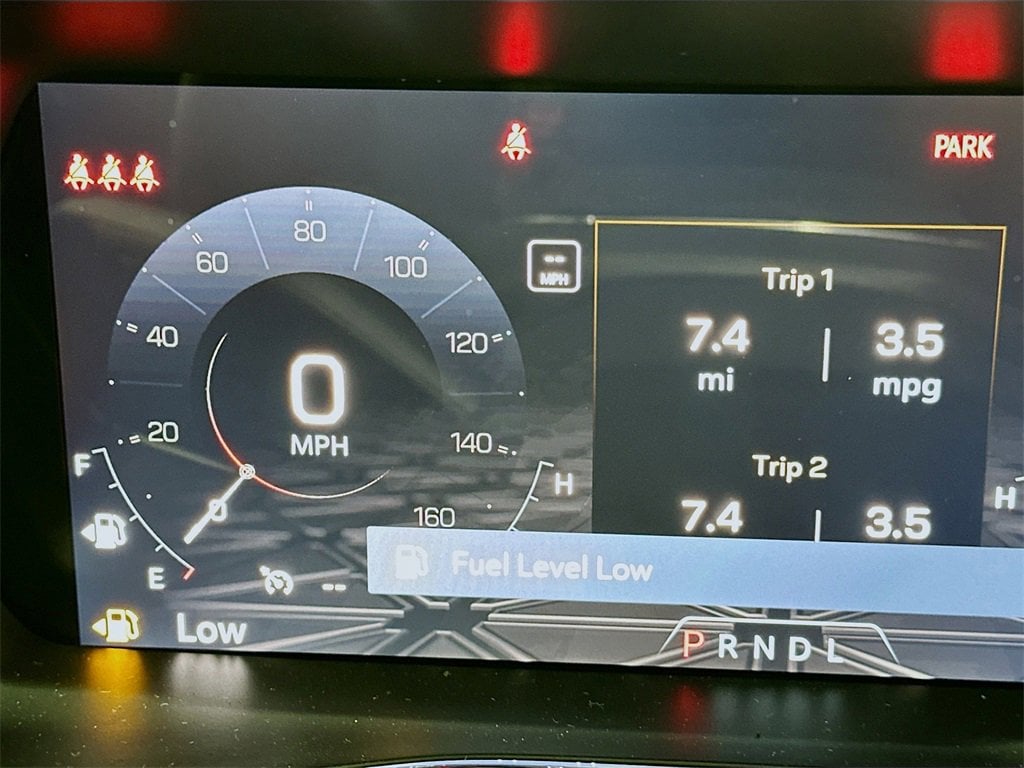 PARK
80
60
100
40
120
20
140
160
0
0
MPH
--
MPH
Trip 1
7.4 mi
3.5 mpg
Trip 2
7.4
3.5
F
E
H
H
--
Fuel Level Low
Low
P R N D L